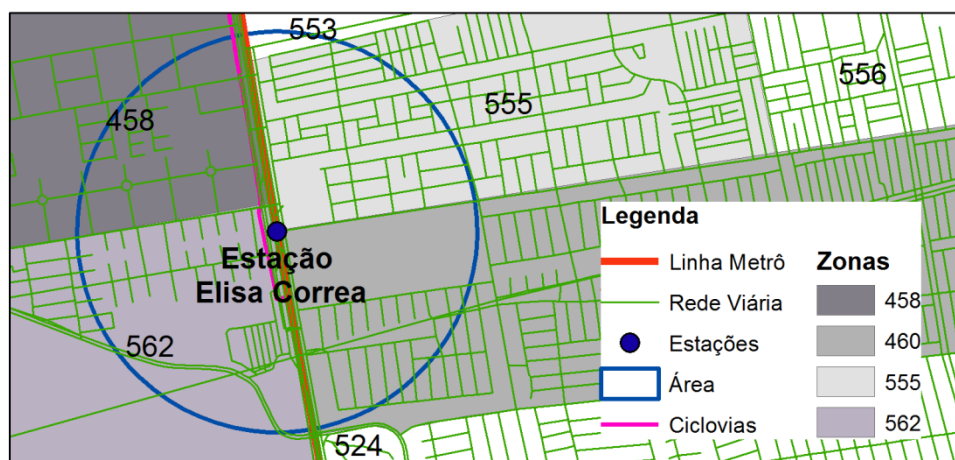 553
556
555
458
Estação
Elisa Correa
562
524
Legenda
Linha Metrô
Rede Viária
Estações
Área
Ciclovias
Zonas
458
460
555
562